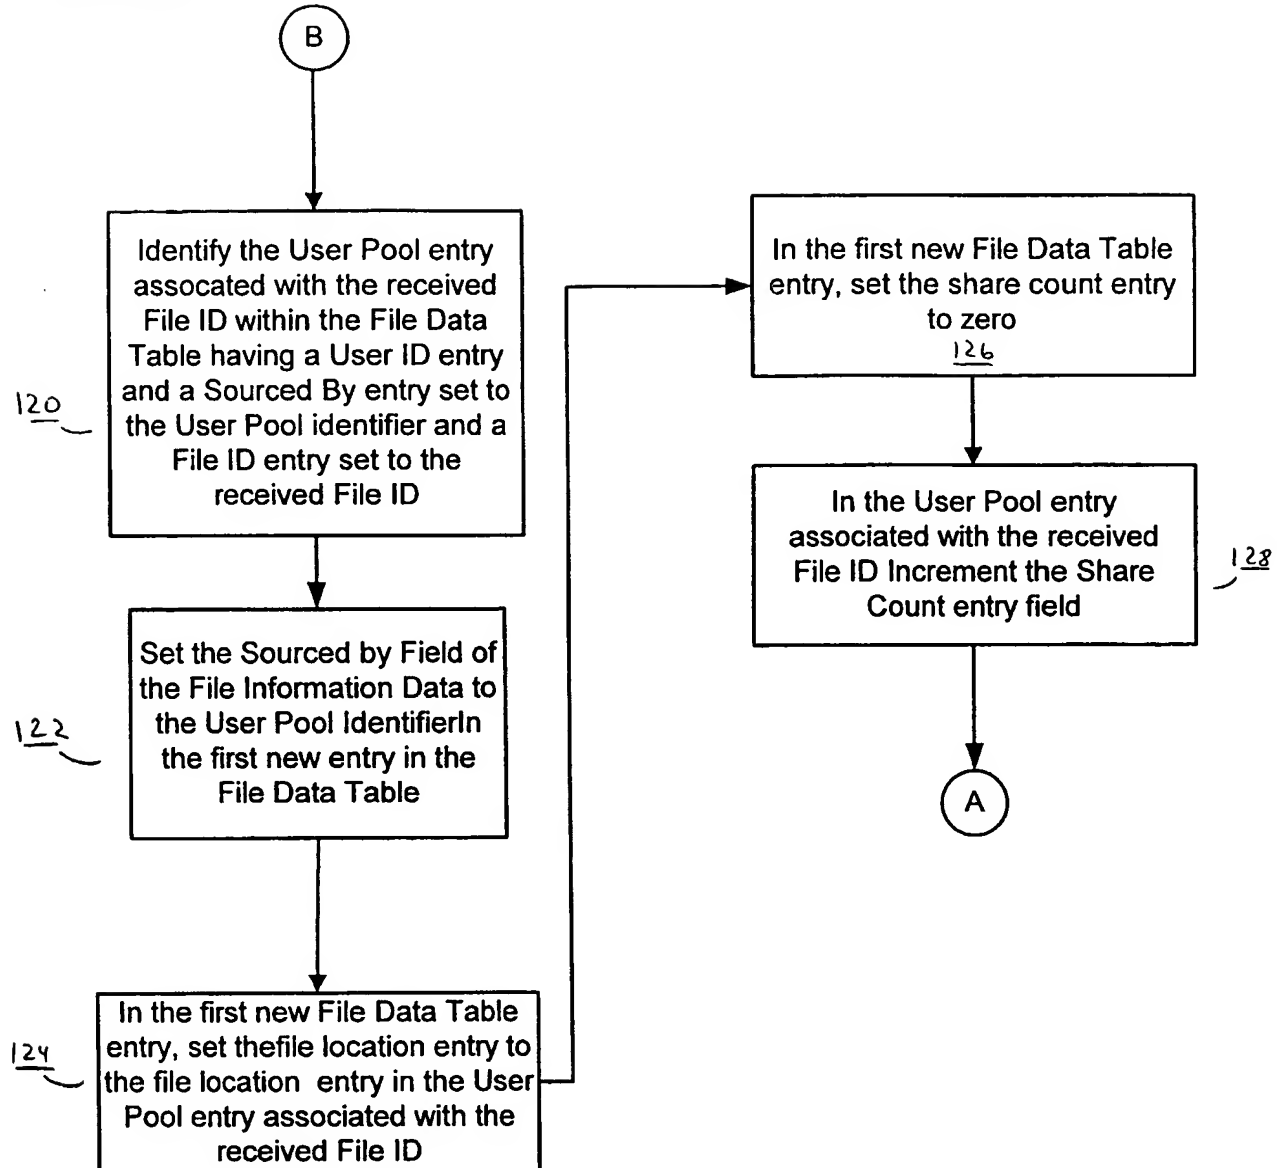 B
Identify the User Pool entry
assocated with the received
File ID within the File Data
Table having a User ID entry
and a Sourced By entry set to
the User Pool identifier and a
File ID entry set to the
received File ID
120
Set the Sourced by Field of
the File Information Data to
the User Pool IdentifierIn
the first new entry in the
File Data Table
122
In the first new File Data Table
entry, set thefile location entry to
the file location entry in the User
Pool entry associated with the
received File ID
124
In the first new File Data Table
entry, set the share count entry
to zero
126
In the User Pool entry
associated with the received
File ID Increment the Share
Count entry field
128
A